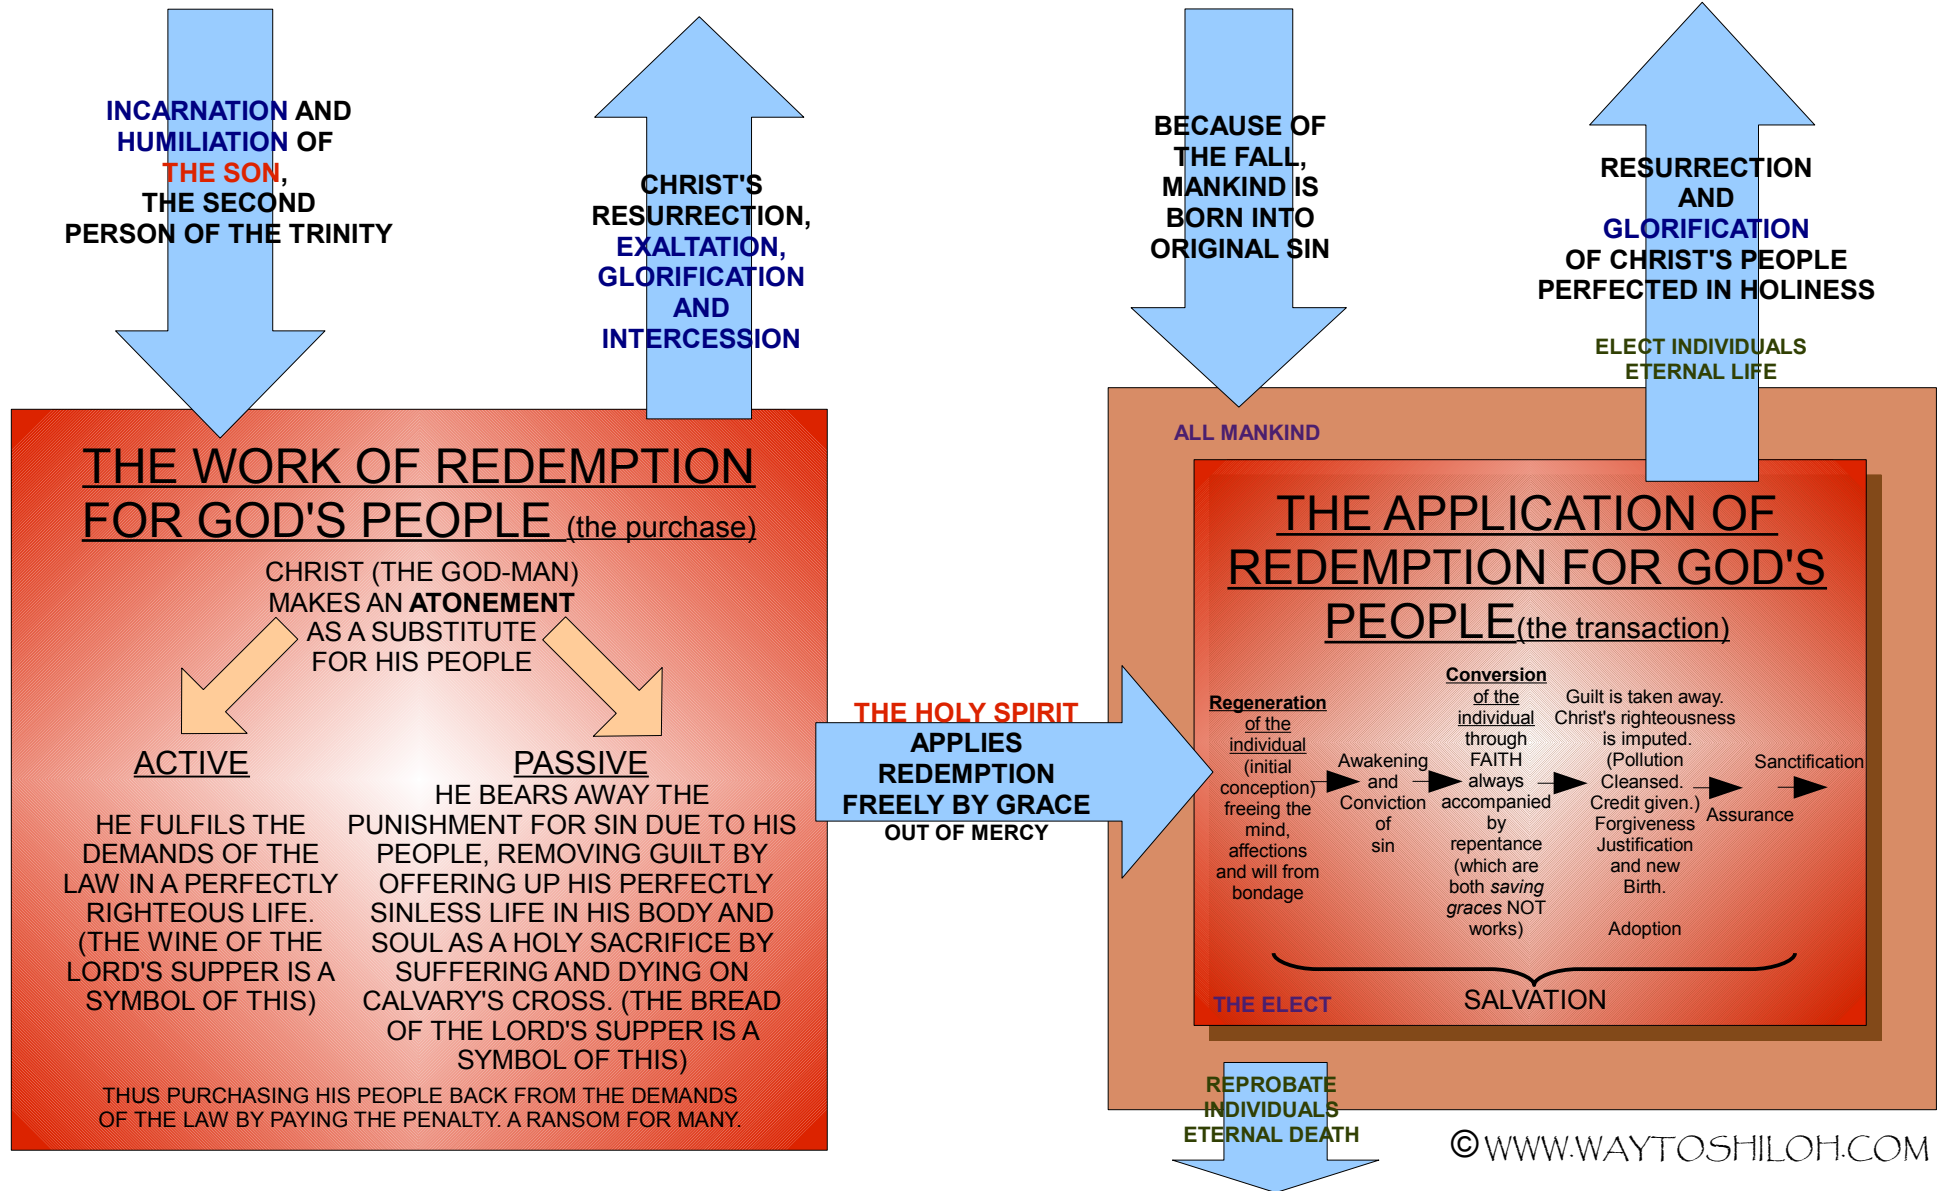 INCARNATION AND
HUMILIATION OF
THE SON,
THE SECOND
PERSON OF THE TRINITY
CHRIST'S
RESURRECTION,
EXALTATION,
GLORIFICATION
AND
INTERCESSION
BECAUSE OF
THE FALL,
MANKIND IS
BORN INTO
ORIGINAL SIN
RESURRECTION
AND
GLORIFICATION
OF CHRIST'S PEOPLE
PERFECTED IN HOLINESS
ELECT INDIVIDUALS
ETERNAL LIFE
THE WORK OF REDEMPTION
FOR GOD'S PEOPLE (the purchase)
CHRIST (THE GOD-MAN)
MAKES AN ATONEMENT
AS A SUBSTITUTE
FOR HIS PEOPLE
ACTIVE
HE FULFILS THE
DEMANDS OF THE
LAW IN A PERFECTLY
RIGHTEOUS LIFE.
(THE WINE OF THE
LORD'S SUPPER IS A
SYMBOL OF THIS)
PASSIVE
HE BEARS AWAY THE
PUNISHMENT FOR SIN DUE TO HIS
PEOPLE, REMOVING GUILT BY
OFFERING UP HIS PERFECTLY
SINLESS LIFE IN HIS BODY AND
SOUL AS A HOLY SACRIFICE BY
SUFFERING AND DYING ON
CALVARY'S CROSS. (THE BREAD
OF THE LORD'S SUPPER IS A
SYMBOL OF THIS)
THUS PURCHASING HIS PEOPLE BACK FROM THE DEMANDS
OF THE LAW BY PAYING THE PENALTY. A RANSOM FOR MANY.
THE HOLY SPIRIT
APPLIES
REDEMPTION
FREELY BY GRACE
OUT OF MERCY
ALL MANKIND
THE APPLICATION OF
REDEMPTION FOR GOD'S
PEOPLE(the transaction)
Regeneration
of the
individual
(initial
conception)
freeing the
mind,
affections
and will from
bondage
Awakening
and
Conviction
of
sin
Conversion
of the
individual
through
FAITH
always
accompanied
by
repentance
(which are
both saving
graces NOT
works)
Guilt is taken away.
Christ's righteousness
is imputed.
(Pollution
Cleansed.
Credit given.)
Forgiveness
Justification
and new
Birth.
Adoption
Assurance
Sanctification
SALVATION
THE ELECT
REPROBATE
INDIVIDUALS
ETERNAL DEATH
© WWW.WAYTOSHILOH.COM